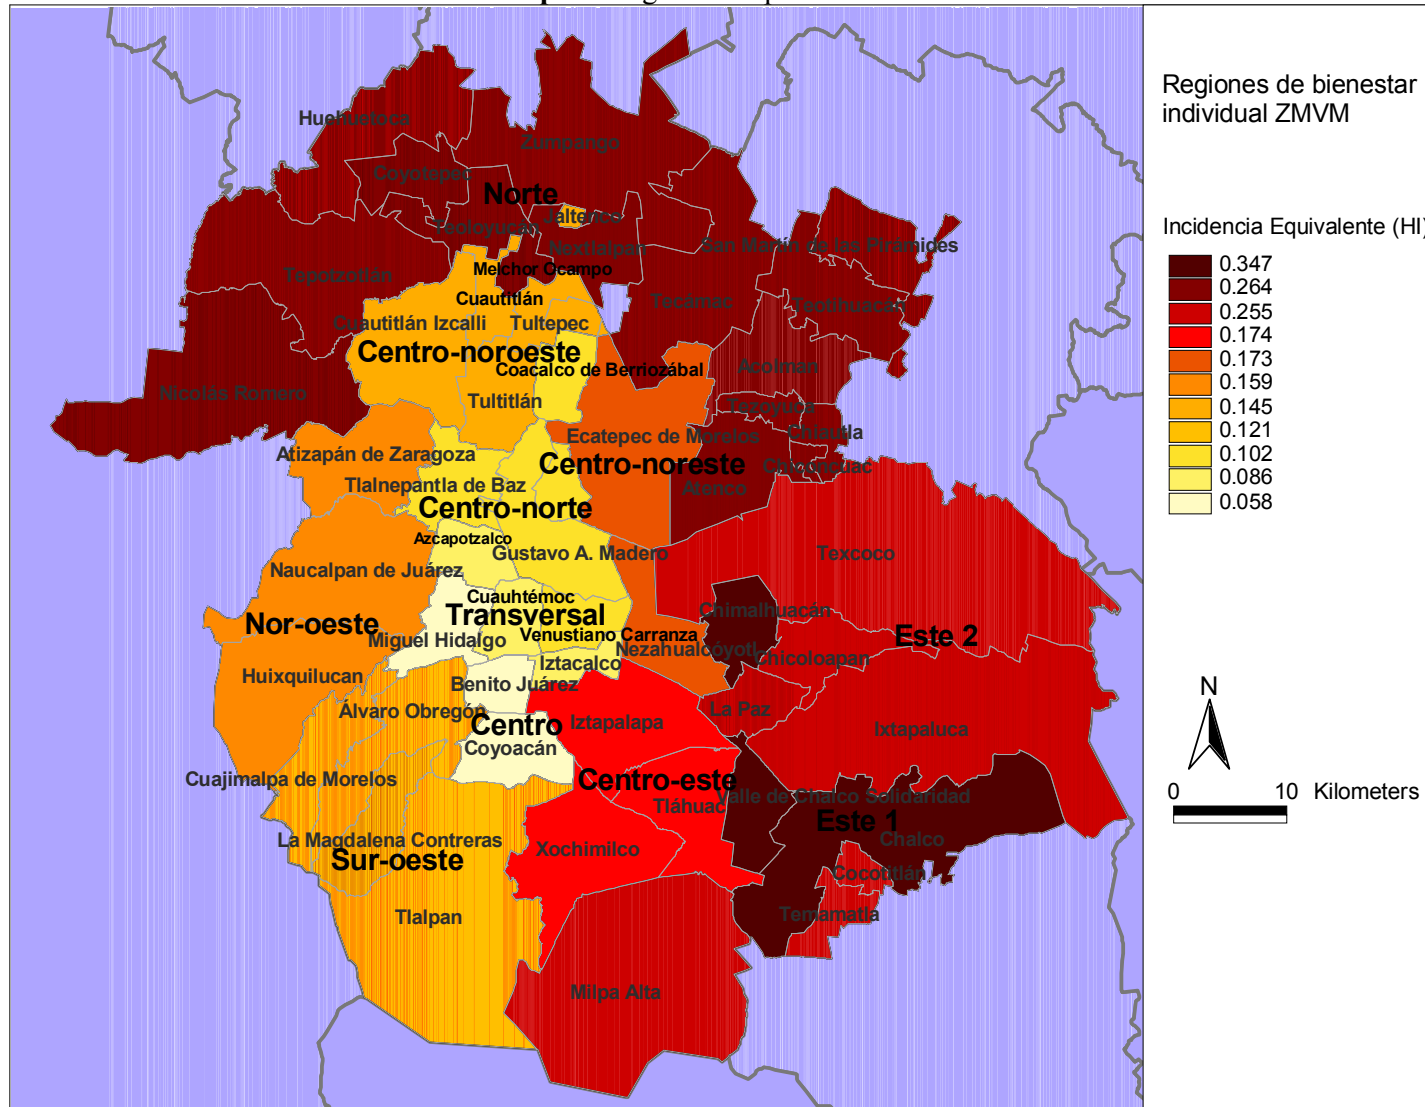 Regiones de bienestar
individual ZMVM
Incidencia Equivalente (HI)
0.347
0.264
0.255
0.174
0.173
0.159
0.145
0.121
0.102
0.086
0.058
N
0 10 Kilometers
Huehuetoca
Zumpango
Coyotepec
Norte
Jaltenco
Teoloyucan
Nextlalpan
San Martín de las Pirámides
Melchor Ocampo
Tepotzotlán
Cuautitlán
Tecámac
Teotihuacán
Cuautitlán Izcalli
Tultepec
Centro-noroeste
Coacalco de Berriozábal
Acolman
Nicolás Romero
Tultitlán
Tezoyuca
Ecatepec de Morelos
Chiautla
Atizapán de Zaragoza
Centro-noreste
Chiconcuac
Tlalnepantla de Baz
Atenco
Centro-norte
Azcapotzalco
Gustavo A. Madero
Texcoco
Naucalpan de Juárez
Cuauhtémoc
Chimalhuacán
Nor-oeste
Transversal
Venustiano Carranza
Este 2
Miguel Hidalgo
Nezahualcóyotl
Iztacalco
Chicoloapan
Huixquilucan
Benito Juárez
Álvaro Obregón
La Paz
Centro
Iztapalapa
Ixtapaluca
Coyoacán
Cuajimalpa de Morelos
Centro-este
Valle de Chalco Solidaridad
Tláhuac
Este 1
La Magdalena Contreras
Chalco
Xochimilco
Sur-oeste
Cocotitlán
Tlalpan
Temamatla
Milpa Alta